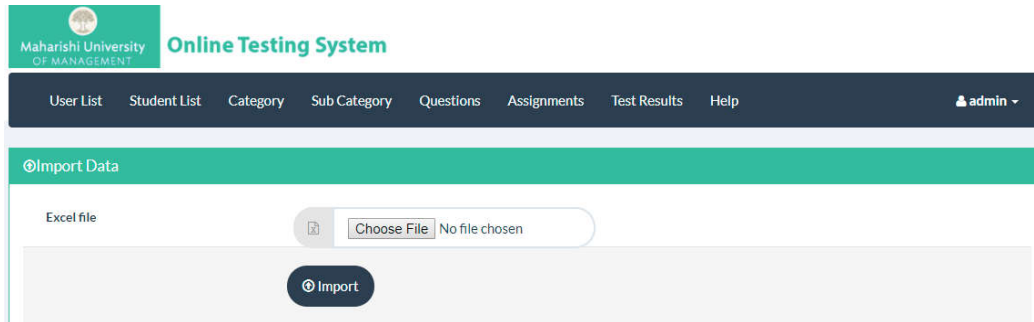 Maharishi University
OF MANAGEMENT
Online Testing System
User List Student List Category Sub Category Questions Assignments Test Results Help admin
Import Data
Excel file
Choose File No file chosen
Import